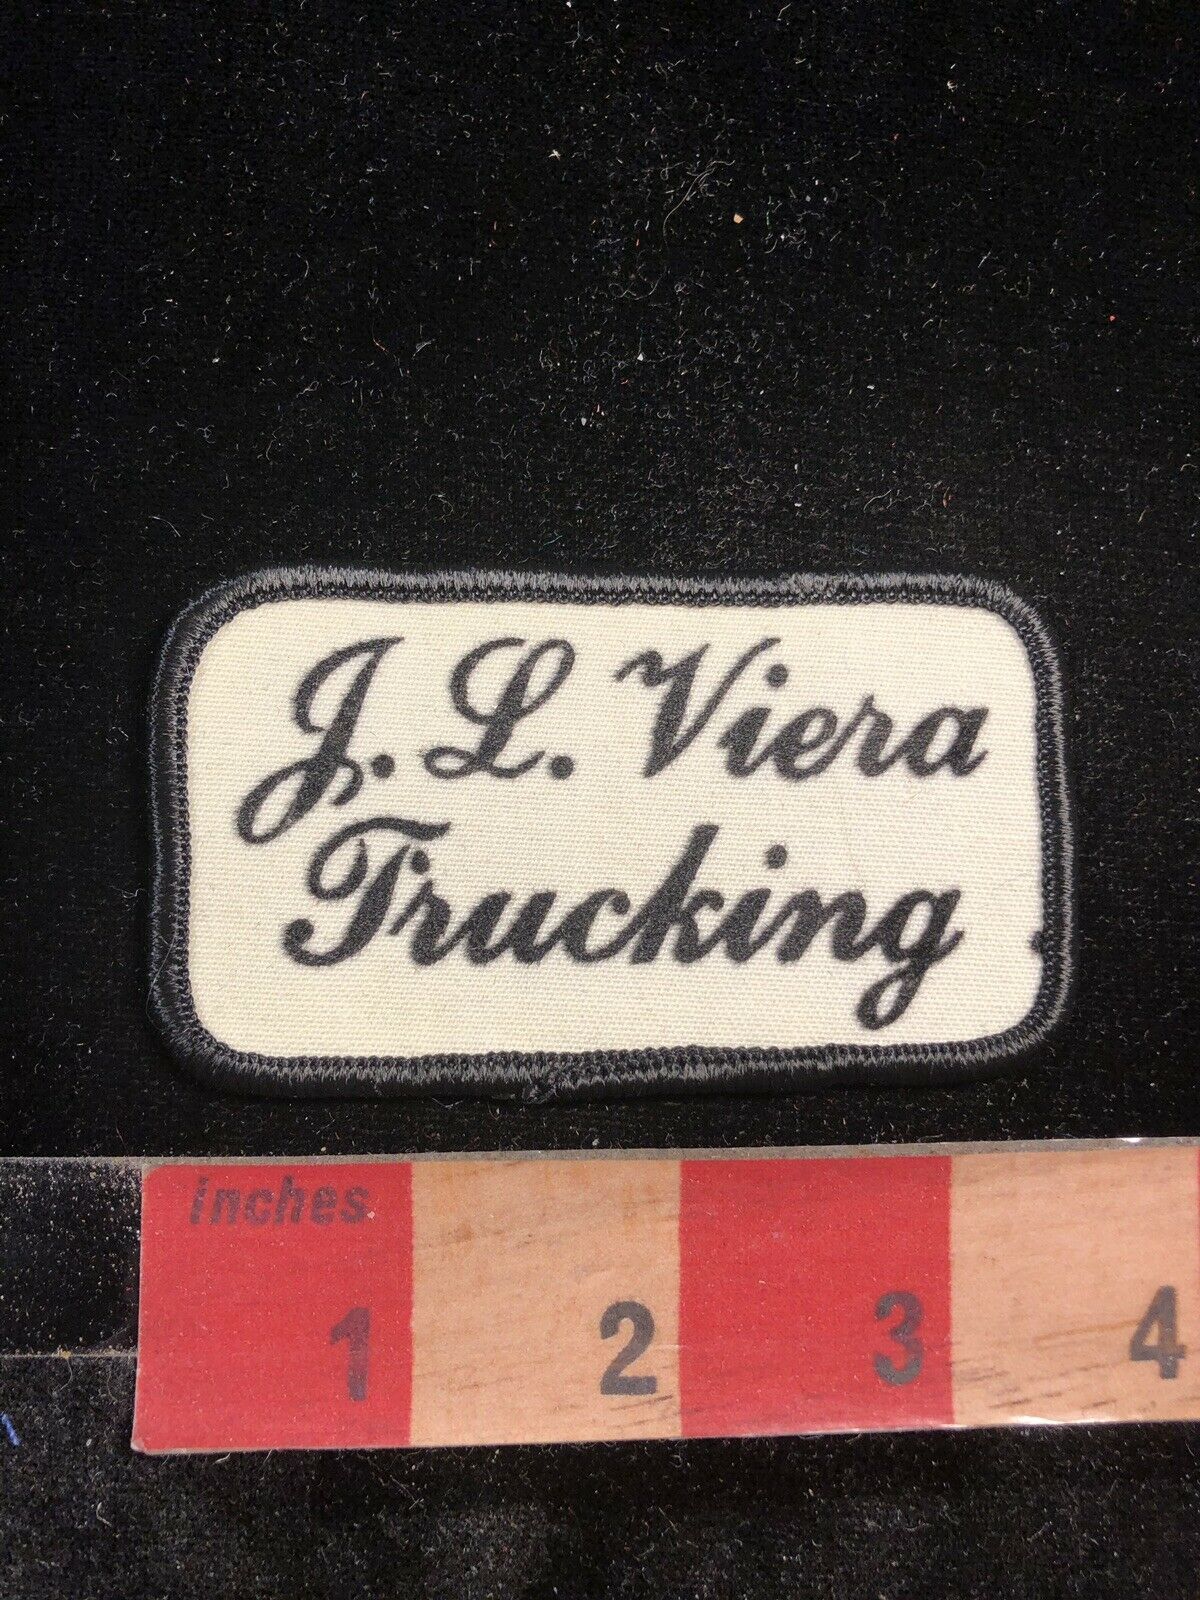 J. L. Viera
Trucking
inches
1 2 3 4